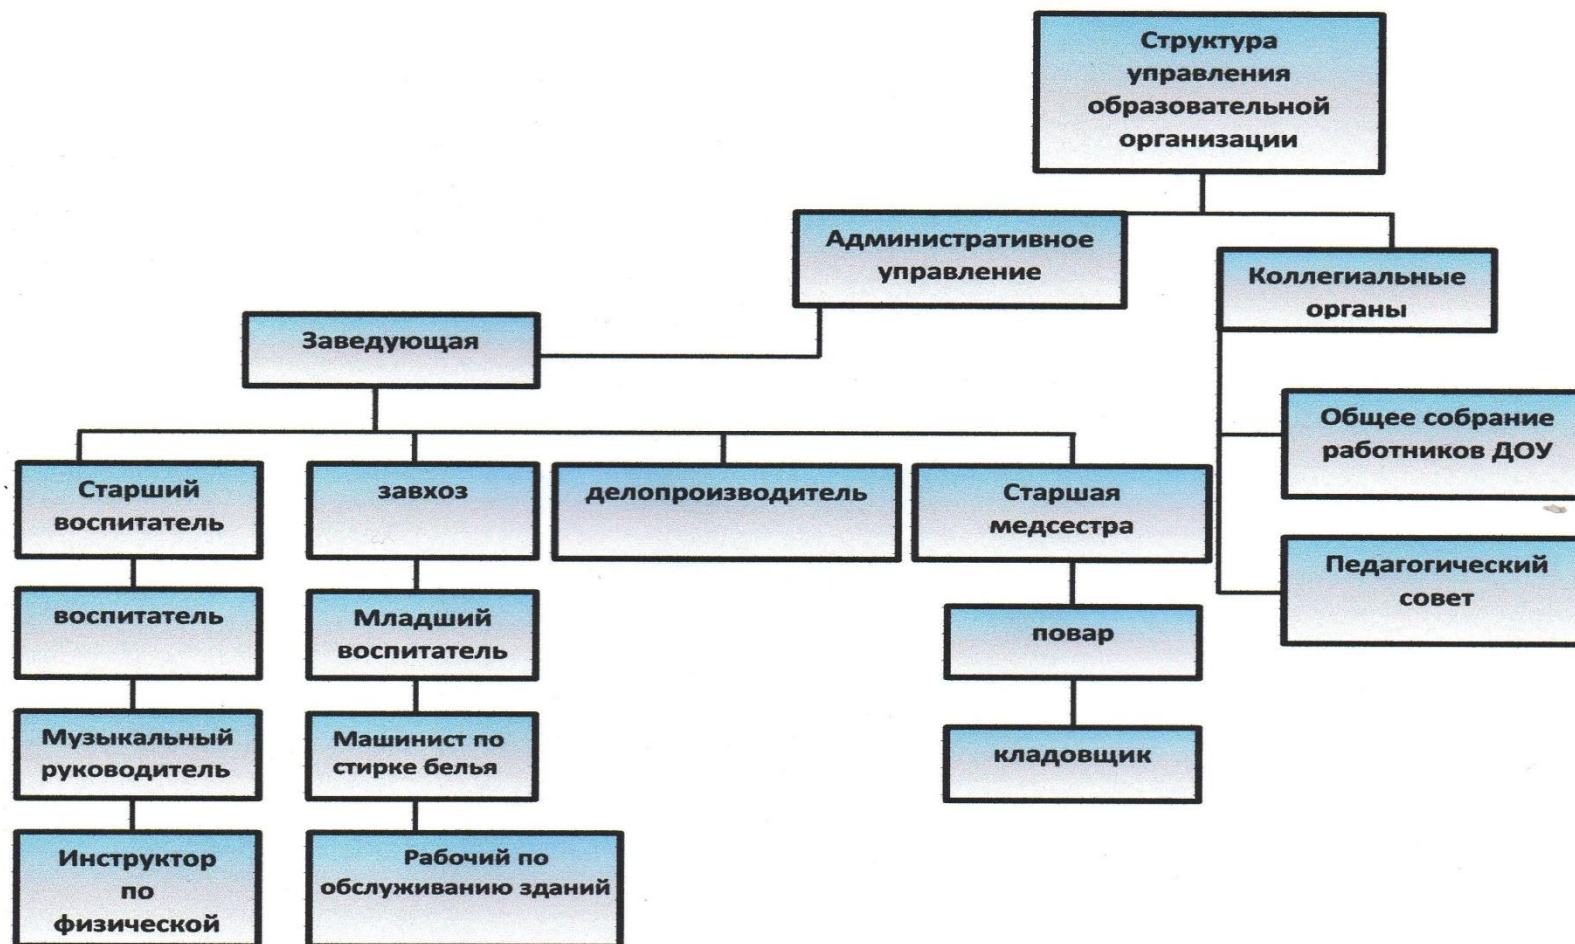 Структура
управления
образовательной
организации
Административное
управление
Коллегиальные
органы
Заведующая
Общее собрание
работников ДОУ
Старший
воспитатель
завхоз
делопроизводитель
Старшая
медсестра
Педагогический
совет
воспитатель
Младший
воспитатель
повар
Музыкальный
руководитель
Машинист по
стирке белья
кладовщик
Инструктор
по
физической
Рабочий по
обслуживанию зданий